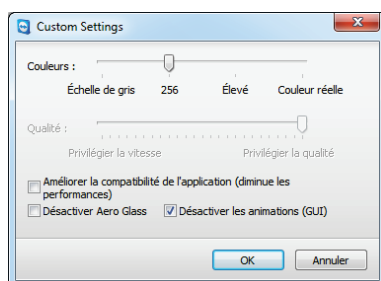 Custom Settings
Couleurs :
Échelle de gris 256 Élevé Couleur réelle
Qualité :
Privilégier la vitesse Privilégier la qualité
Améliorer la compatibilité de l'application (diminue les
performances)
Désactiver Aero Glass Désactiver les animations (GUI)
OK Annuler